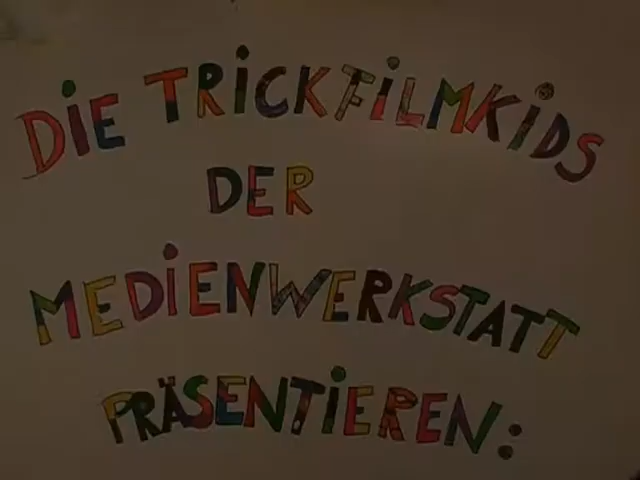 DiE TRiCKFiLMKiDS
DER
MEDiENWERKSTATT
PRÄSENTiEREN: